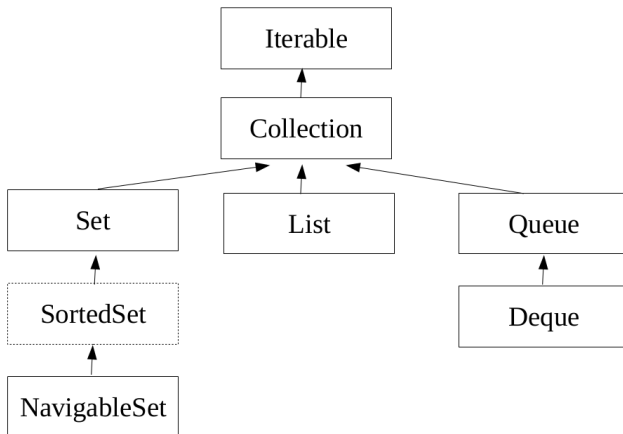 Iterable
Collection
Set
List
Queue
SortedSet
Deque
NavigableSet